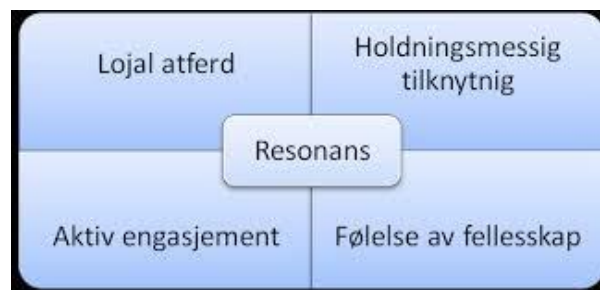 Lojal atferd
Holdningsmessig
tilknytnig
Resonans
Aktiv engasjement
Følelse av fellesskap